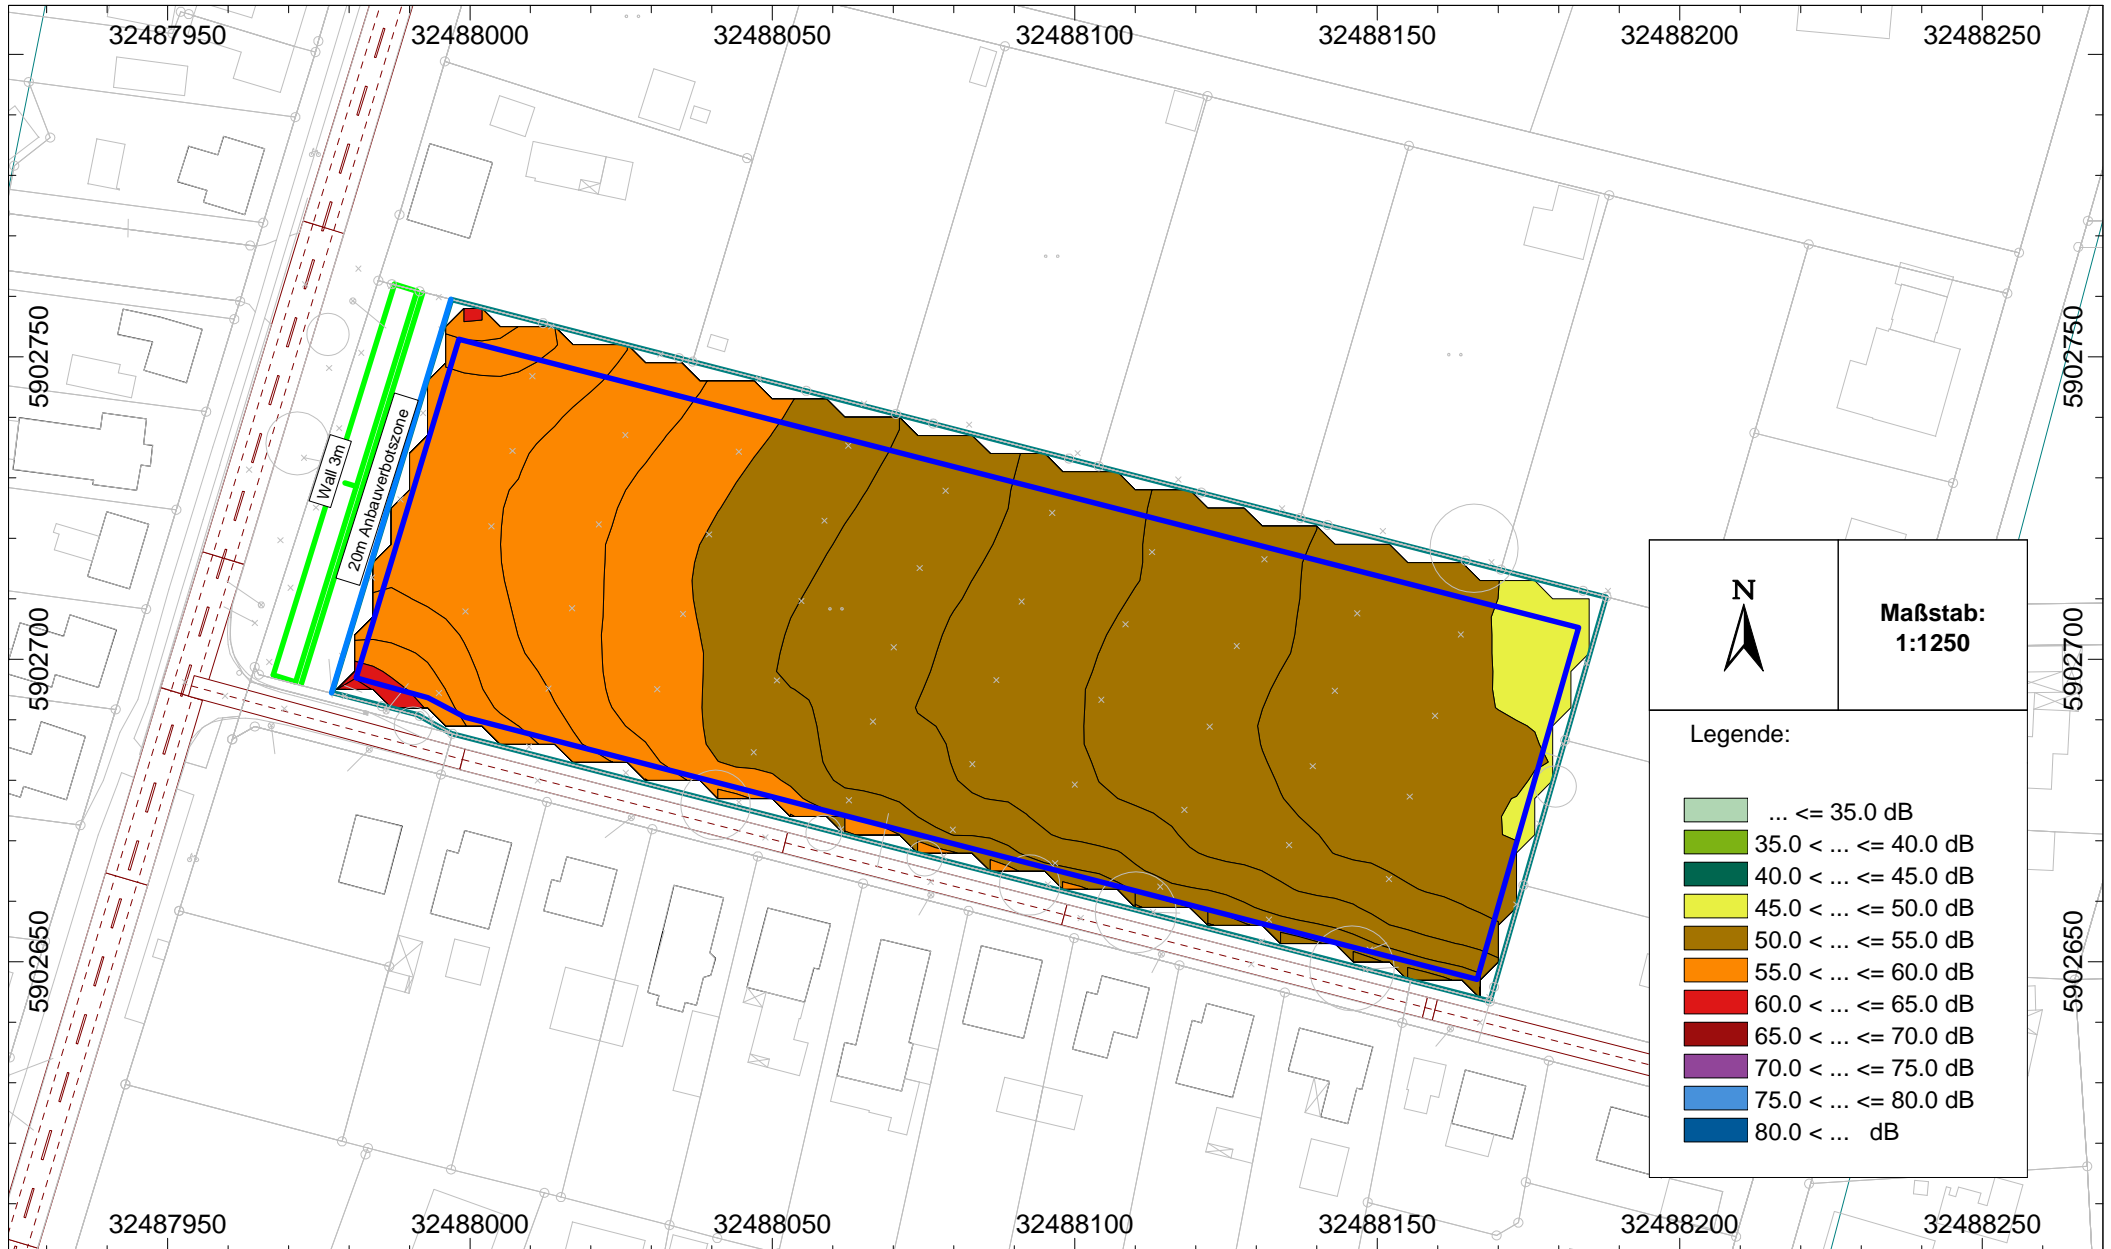 32487950 32488000 32488050 32488100 32488150 32488200 32488250
5902750
5902750
Wall 3m
20m Anbauverbotszone
N
Maßstab:
1:1250
5902700
5902700
Legende:
... <= 35.0 dB
35.0 < ... <= 40.0 dB
40.0 < ... <= 45.0 dB
45.0 < ... <= 50.0 dB
50.0 < ... <= 55.0 dB
55.0 < ... <= 60.0 dB
60.0 < ... <= 65.0 dB
65.0 < ... <= 70.0 dB
70.0 < ... <= 75.0 dB
75.0 < ... <= 80.0 dB
80.0 < ... dB
5902650
5902650
32487950 32488000 32488050 32488100 32488150 32488200 32488250